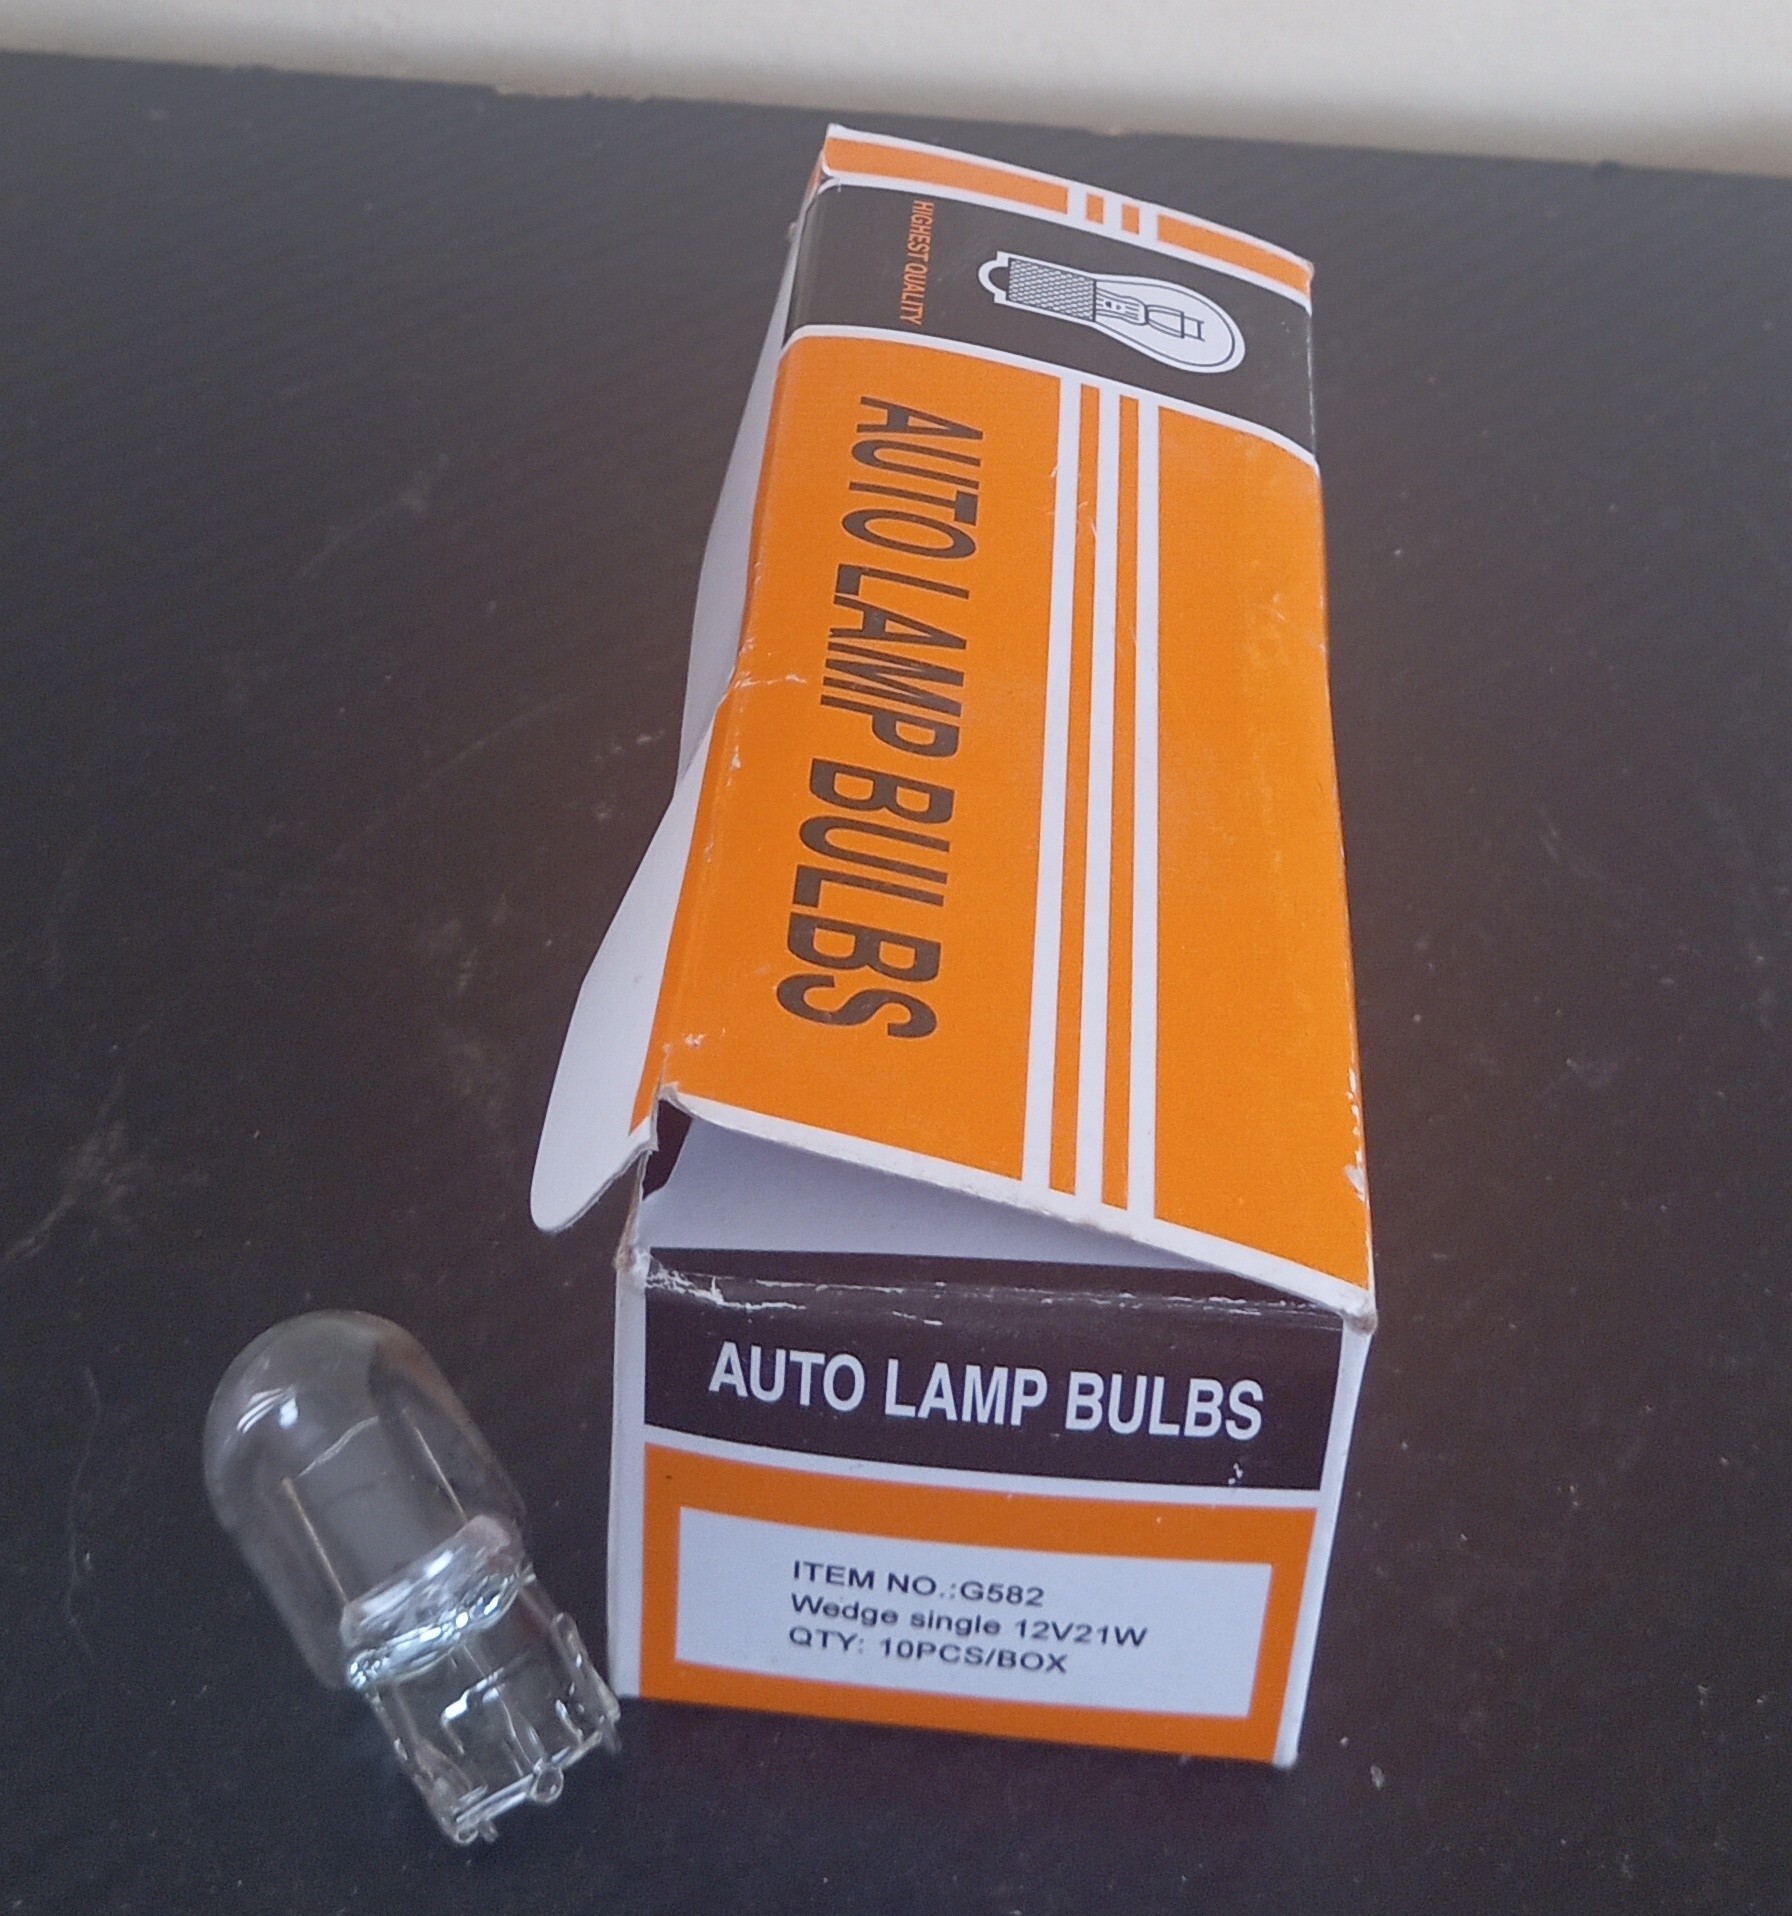 HIGHEST QUALITY
AUTO LAMP BULBS
AUTO LAMP BULBS
ITEM NO.:G582
Wedge single 12V21W
QTY: 10PCS/BOX